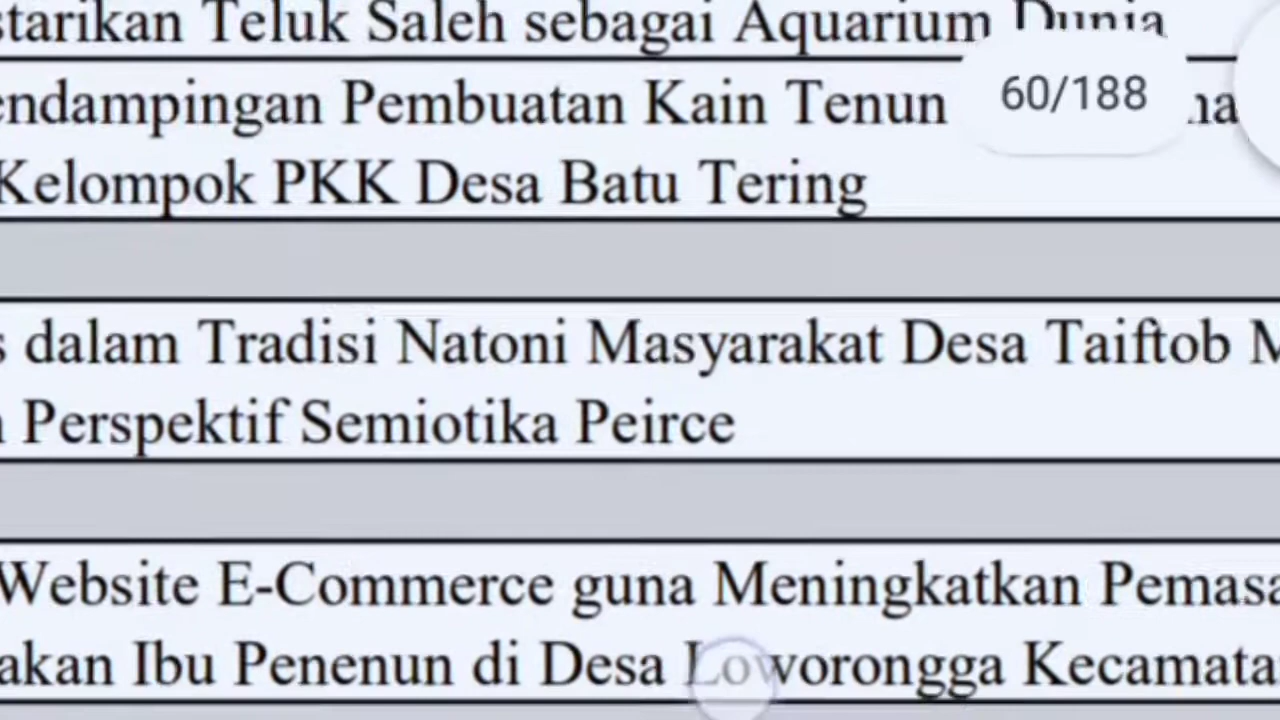 starikan Teluk Saleh sebagai Aquarium Dunia
60/188
endampingan Pembuatan Kain Tenun
Kelompok PKK Desa Batu Tering
dalam Tradisi Natoni Masyarakat Desa Taiftob M
Perspektif Semiotika Peirce
Website E-Commerce guna Meningkatkan Pemasa
akan Ibu Penenun di Desa Loworongga Kecamata